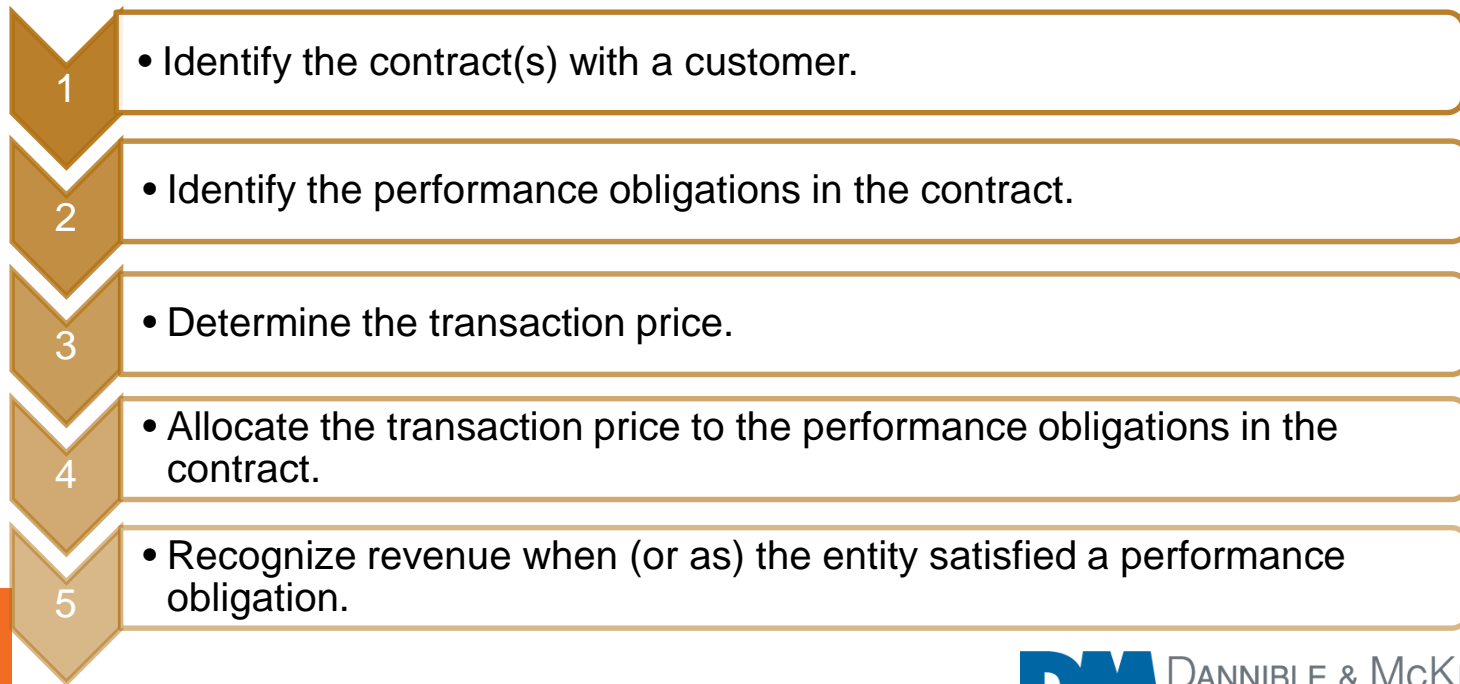 1
• Identify the contract(s) with a customer.
2
• Identify the performance obligations in the contract.
3
• Determine the transaction price.
4
• Allocate the transaction price to the performance obligations in the
contract.
5
• Recognize revenue when (or as) the entity satisfied a performance
obligation.
DANNIBLE &